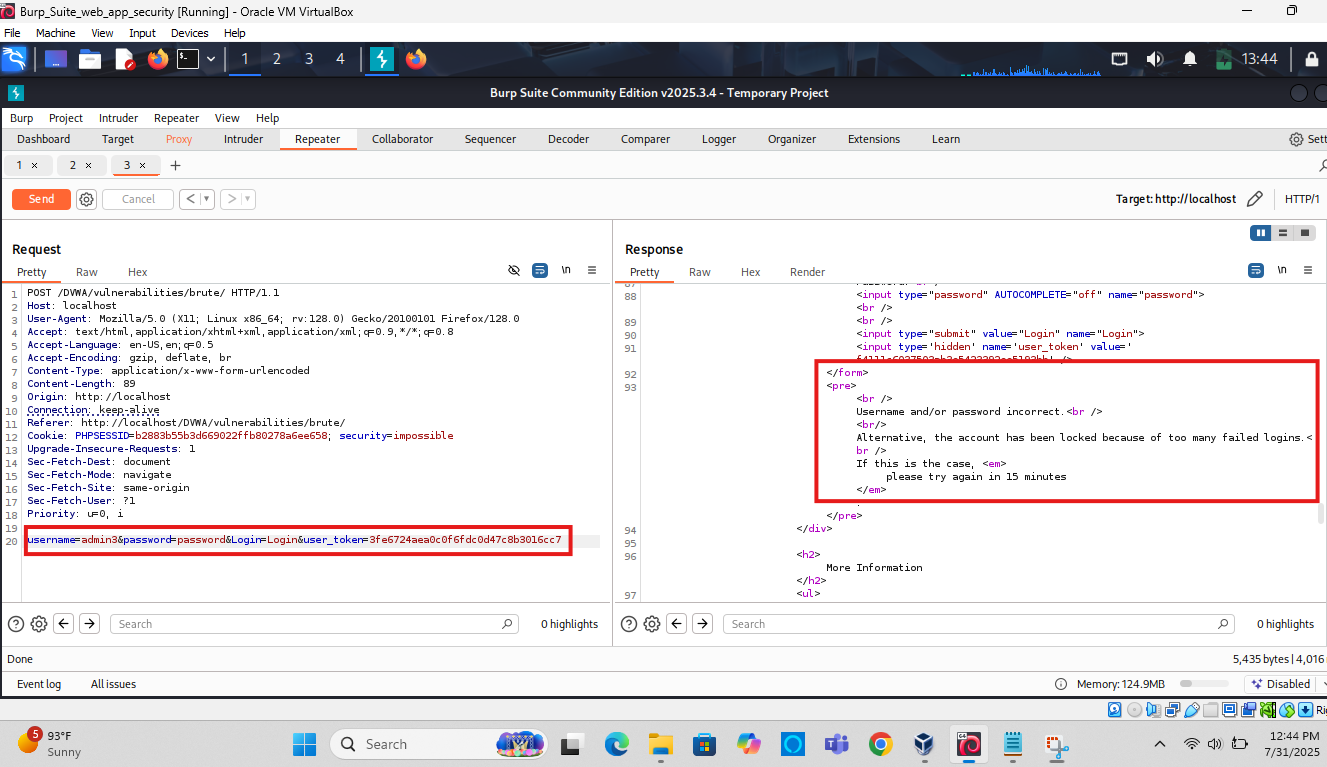 Burp_Suite_web_app_security [Running] - Oracle VM VirtualBox
File Machine View Input Devices Help
1 2 3 4 13:44
Burp Suite Community Edition v2025.3.4 - Temporary Project
Burp Project Intruder Repeater View Help
Dashboard Target Proxy Intruder Repeater Collaborator Sequencer Decoder Comparer Logger Organizer Extensions Learn Sett
1 × 2 × 3 × +
Send Cancel < > Target: http://localhost HTTP/1
Request
Pretty Raw Hex \n
1 POST /DVWA/vulnerabilities/brute/ HTTP/1.1
2 Host: localhost
3 User-Agent: Mozilla/5.0 (X11; Linux x86_64; rv:128.0) Gecko/20100101 Firefox/128.0
4 Accept: text/html,application/xhtml+xml,application/xml;q=0.9,*/*;q=0.8
5 Accept-Language: en-US,en;q=0.5
6 Accept-Encoding: gzip, deflate, br
7 Content-Type: application/x-www-form-urlencoded
8 Content-Length: 89
9 Origin: http://localhost
10 Connection: keep-alive
11 Referer: http://localhost/DVWA/vulnerabilities/brute/
12 Cookie: PHPSESSID=b2883b55b3d669022ffb80278a6ee658; security=impossible
13 Upgrade-Insecure-Requests: 1
14 Sec-Fetch-Dest: document
15 Sec-Fetch-Mode: navigate
16 Sec-Fetch-Site: same-origin
17 Sec-Fetch-User: ?1
18 Priority: u=0, i
19
20 username=admin3&password=password&Login=Login&user_token=3fe6724aea0c0f6fdc0d47c8b3016cc7
Response
Pretty Raw Hex Render \n
88 <input type="password" AUTOCOMPLETE="off" name="password">
<br />
89 <br />
90 <input type="submit" value="Login" name="Login">
91 <input type='hidden' name='user_token' value='
92 </form>
93 <pre>
<br />
Username and/or password incorrect.<br />
<br/>
Alternative, the account has been locked because of too many failed logins.<
br />
If this is the case, <em>
please try again in 15 minutes
</em>
</pre>
94 </div>
95
96 <h2>
More Information
</h2>
97 <ul>
Search 0 highlights
Search 0 highlights
Done 5,435 bytes | 4,016
Event log All issues Memory: 124.9MB Disabled
Ri
5 93°F
Sunny
Search
12:44 PM
7/31/2025